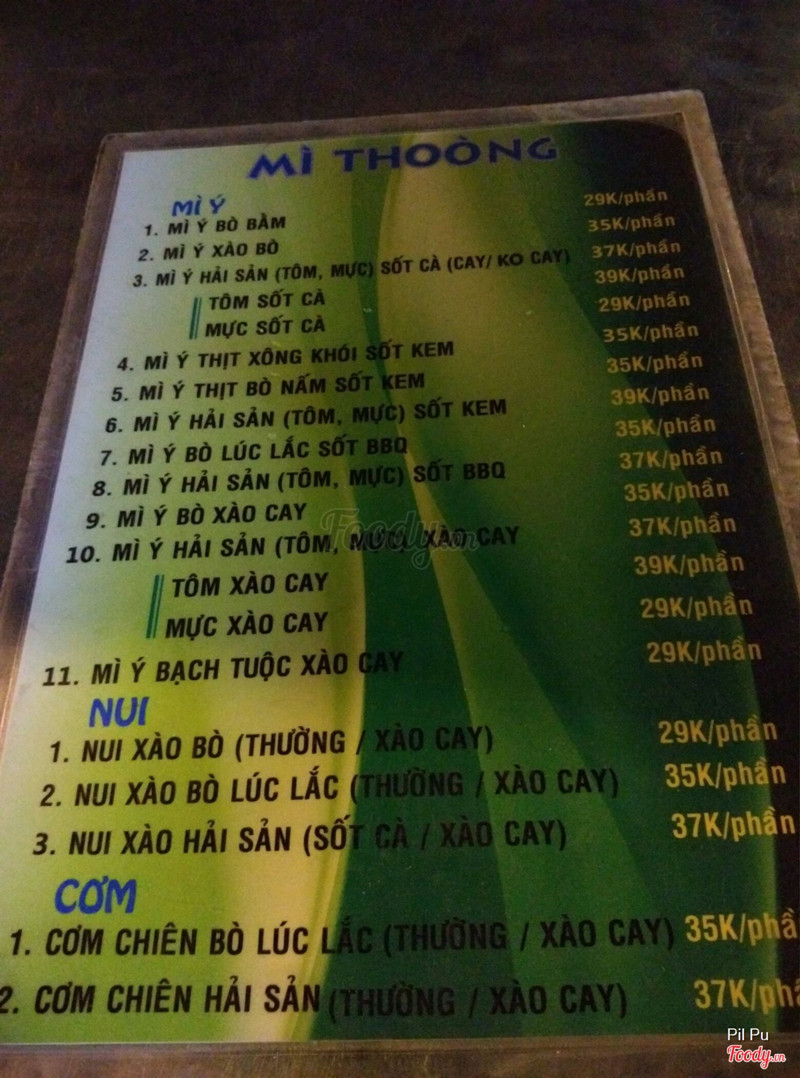 MÌ THOÒNG
MÌ Ý
1. MÌ Ý BÒ BẰM 29K/phần
2. MÌ Ý XÀO BÒ 35K/phần
3. MÌ Ý HẢI SẢN (TÔM, MỰC) SỐT CÀ (CAY/ KO CAY) 37K/phần
TÔM SỐT CÀ 39K/phần
MỰC SỐT CÀ 29K/phần
4. MÌ Ý THỊT XÔNG KHÓI SỐT KEM 35K/phần
5. MÌ Ý THỊT BÒ NẤM SỐT KEM 35K/phần
6. MÌ Ý HẢI SẢN (TÔM, MỰC) SỐT KEM 39K/phần
7. MÌ Ý BÒ LÚC LẮC SỐT BBQ 35K/phần
8. MÌ Ý HẢI SẢN (TÔM, MỰC) SỐT BBQ 37K/phần
9. MÌ Ý BÒ XÀO CAY 35K/phần
10. MÌ Ý HẢI SẢN (TÔM, MỰC) XÀO CAY 37K/phần
TÔM XÀO CAY 39K/phần
MỰC XÀO CAY 29K/phần
11. MÌ Ý BẠCH TUỘC XÀO CAY 29K/phần
NUI
1. NUI XÀO BÒ (THƯỜNG / XÀO CAY) 29K/phần
2. NUI XÀO BÒ LÚC LẮC (THƯỜNG / XÀO CAY) 35K/phần
3. NUI XÀO HẢI SẢN (SỐT CÀ / XÀO CAY) 37K/phần
CƠM
1. CƠM CHIÊN BÒ LÚC LẮC (THƯỜNG / XÀO CAY) 35K/phầ
2. CƠM CHIÊN HẢI SẢN (THƯỜNG / XÀO CAY) 37K/phầ
Foody.vn
Pil Pu
Foody.vn